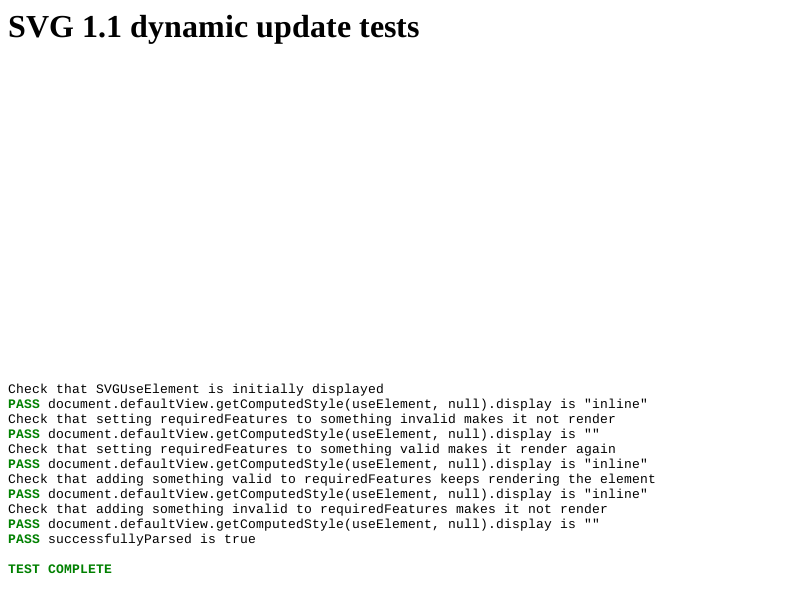 SVG 1.1 dynamic update tests
Check that SVGUseElement is initially displayed
PASS document.defaultView.getComputedStyle(useElement, null).display is "inline"
Check that setting requiredFeatures to something invalid makes it not render
PASS document.defaultView.getComputedStyle(useElement, null).display is ""
Check that setting requiredFeatures to something valid makes it render again
PASS document.defaultView.getComputedStyle(useElement, null).display is "inline"
Check that adding something valid to requiredFeatures keeps rendering the element
PASS document.defaultView.getComputedStyle(useElement, null).display is "inline"
Check that adding something invalid to requiredFeatures makes it not render
PASS document.defaultView.getComputedStyle(useElement, null).display is ""
PASS successfullyParsed is true
TEST COMPLETE